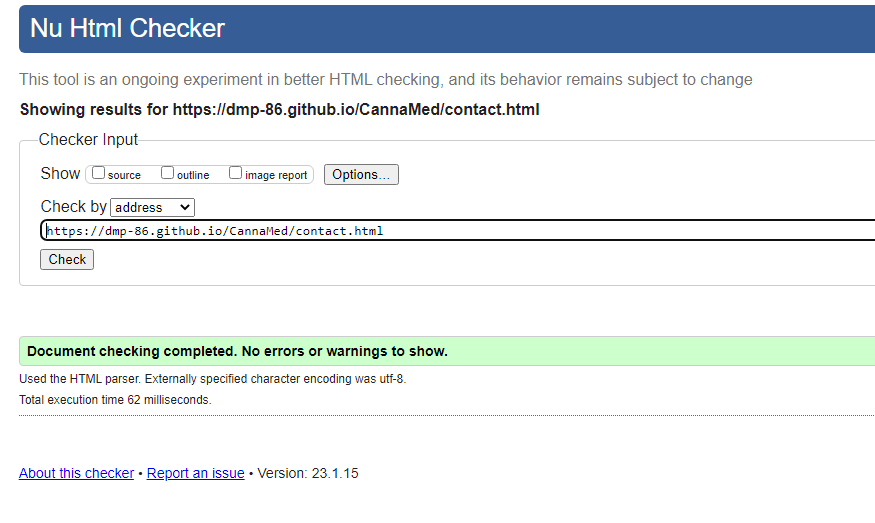 Nu Html Checker
This tool is an ongoing experiment in better HTML checking, and its behavior remains subject to change
Showing results for https://dmp-86.github.io/CannaMed/contact.html
Checker Input
Show source outline image report Options...
Check by address
https://dmp-86.github.io/CannaMed/contact.html
Check
Document checking completed. No errors or warnings to show.
Used the HTML parser. Externally specified character encoding was utf-8.
Total execution time 62 milliseconds.
About this checker • Report an issue • Version: 23.1.15